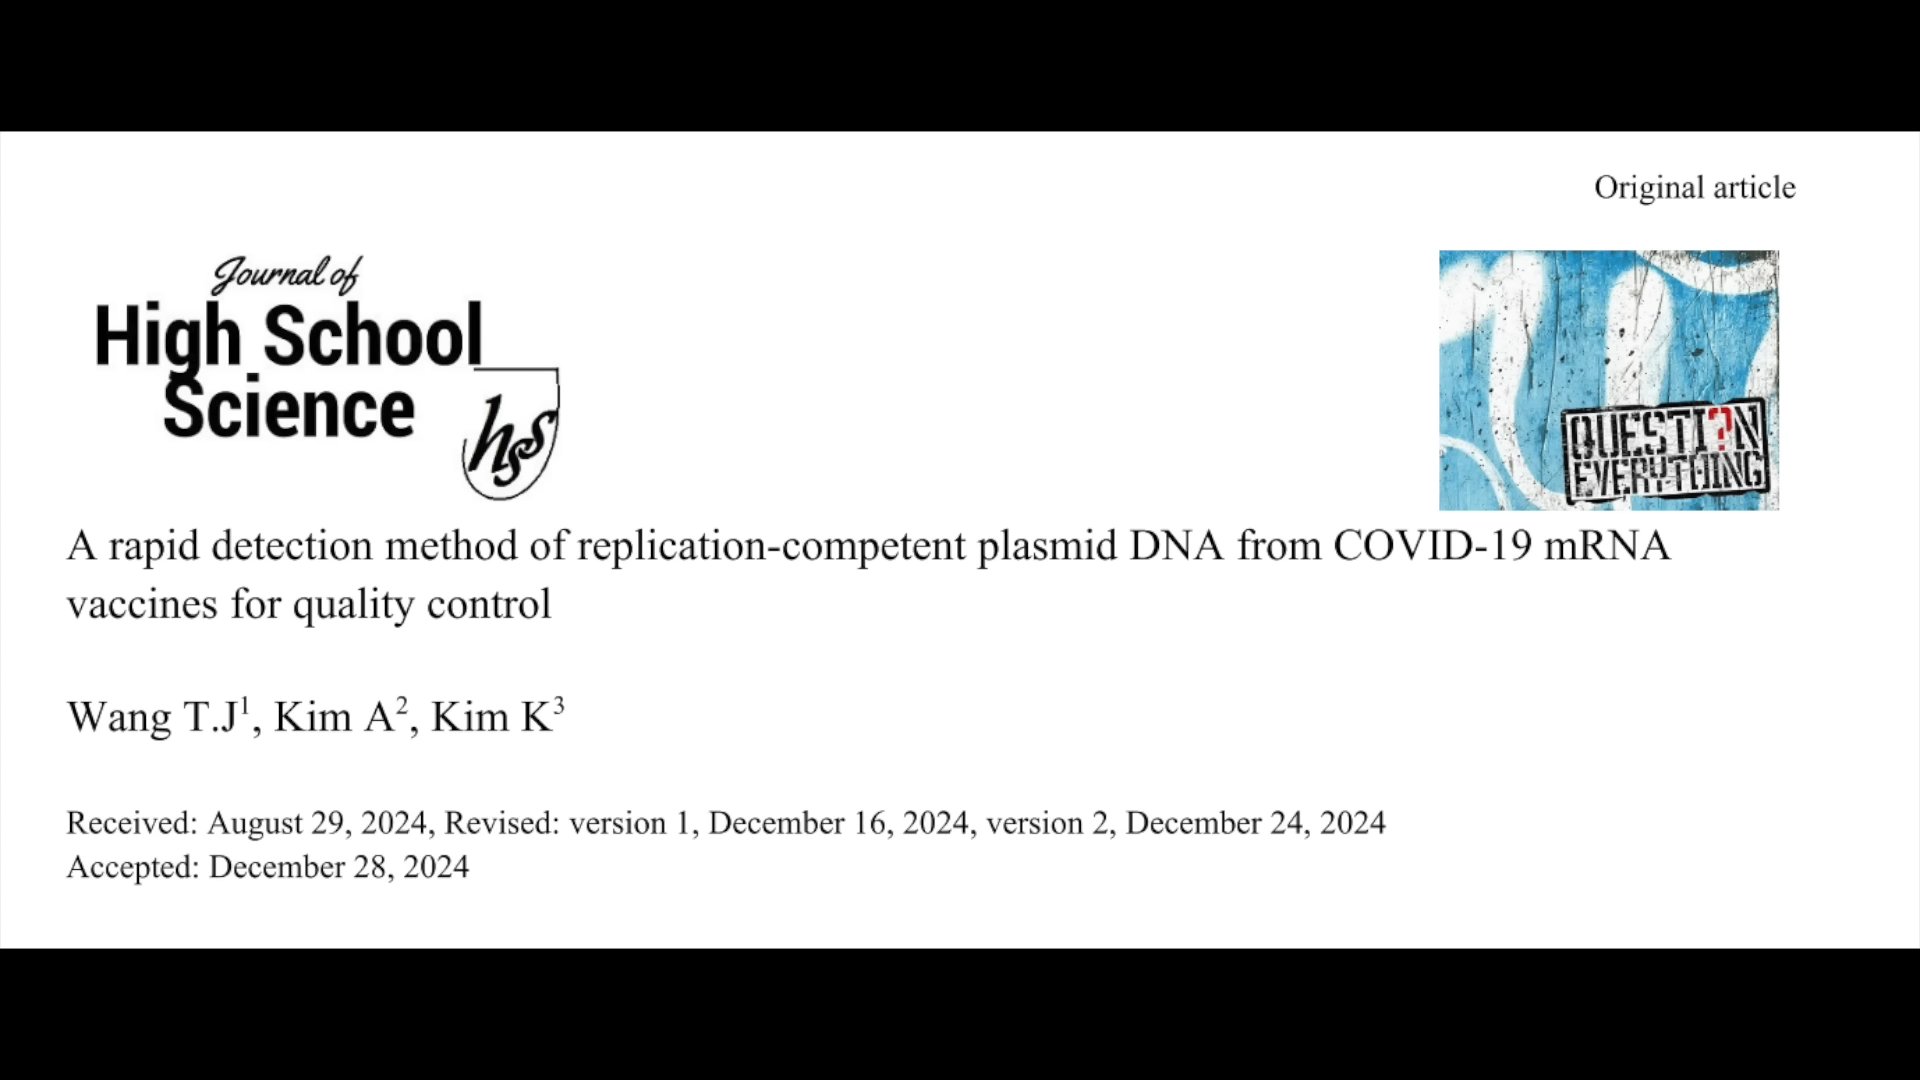 Original article
Journal of
High School
Science
hss
QUESTI?N
EVERYTHING
A rapid detection method of replication-competent plasmid DNA from COVID-19 mRNA
vaccines for quality control
Wang T.J¹, Kim A², Kim K³
Received: August 29, 2024, Revised: version 1, December 16, 2024, version 2, December 24, 2024
Accepted: December 28, 2024